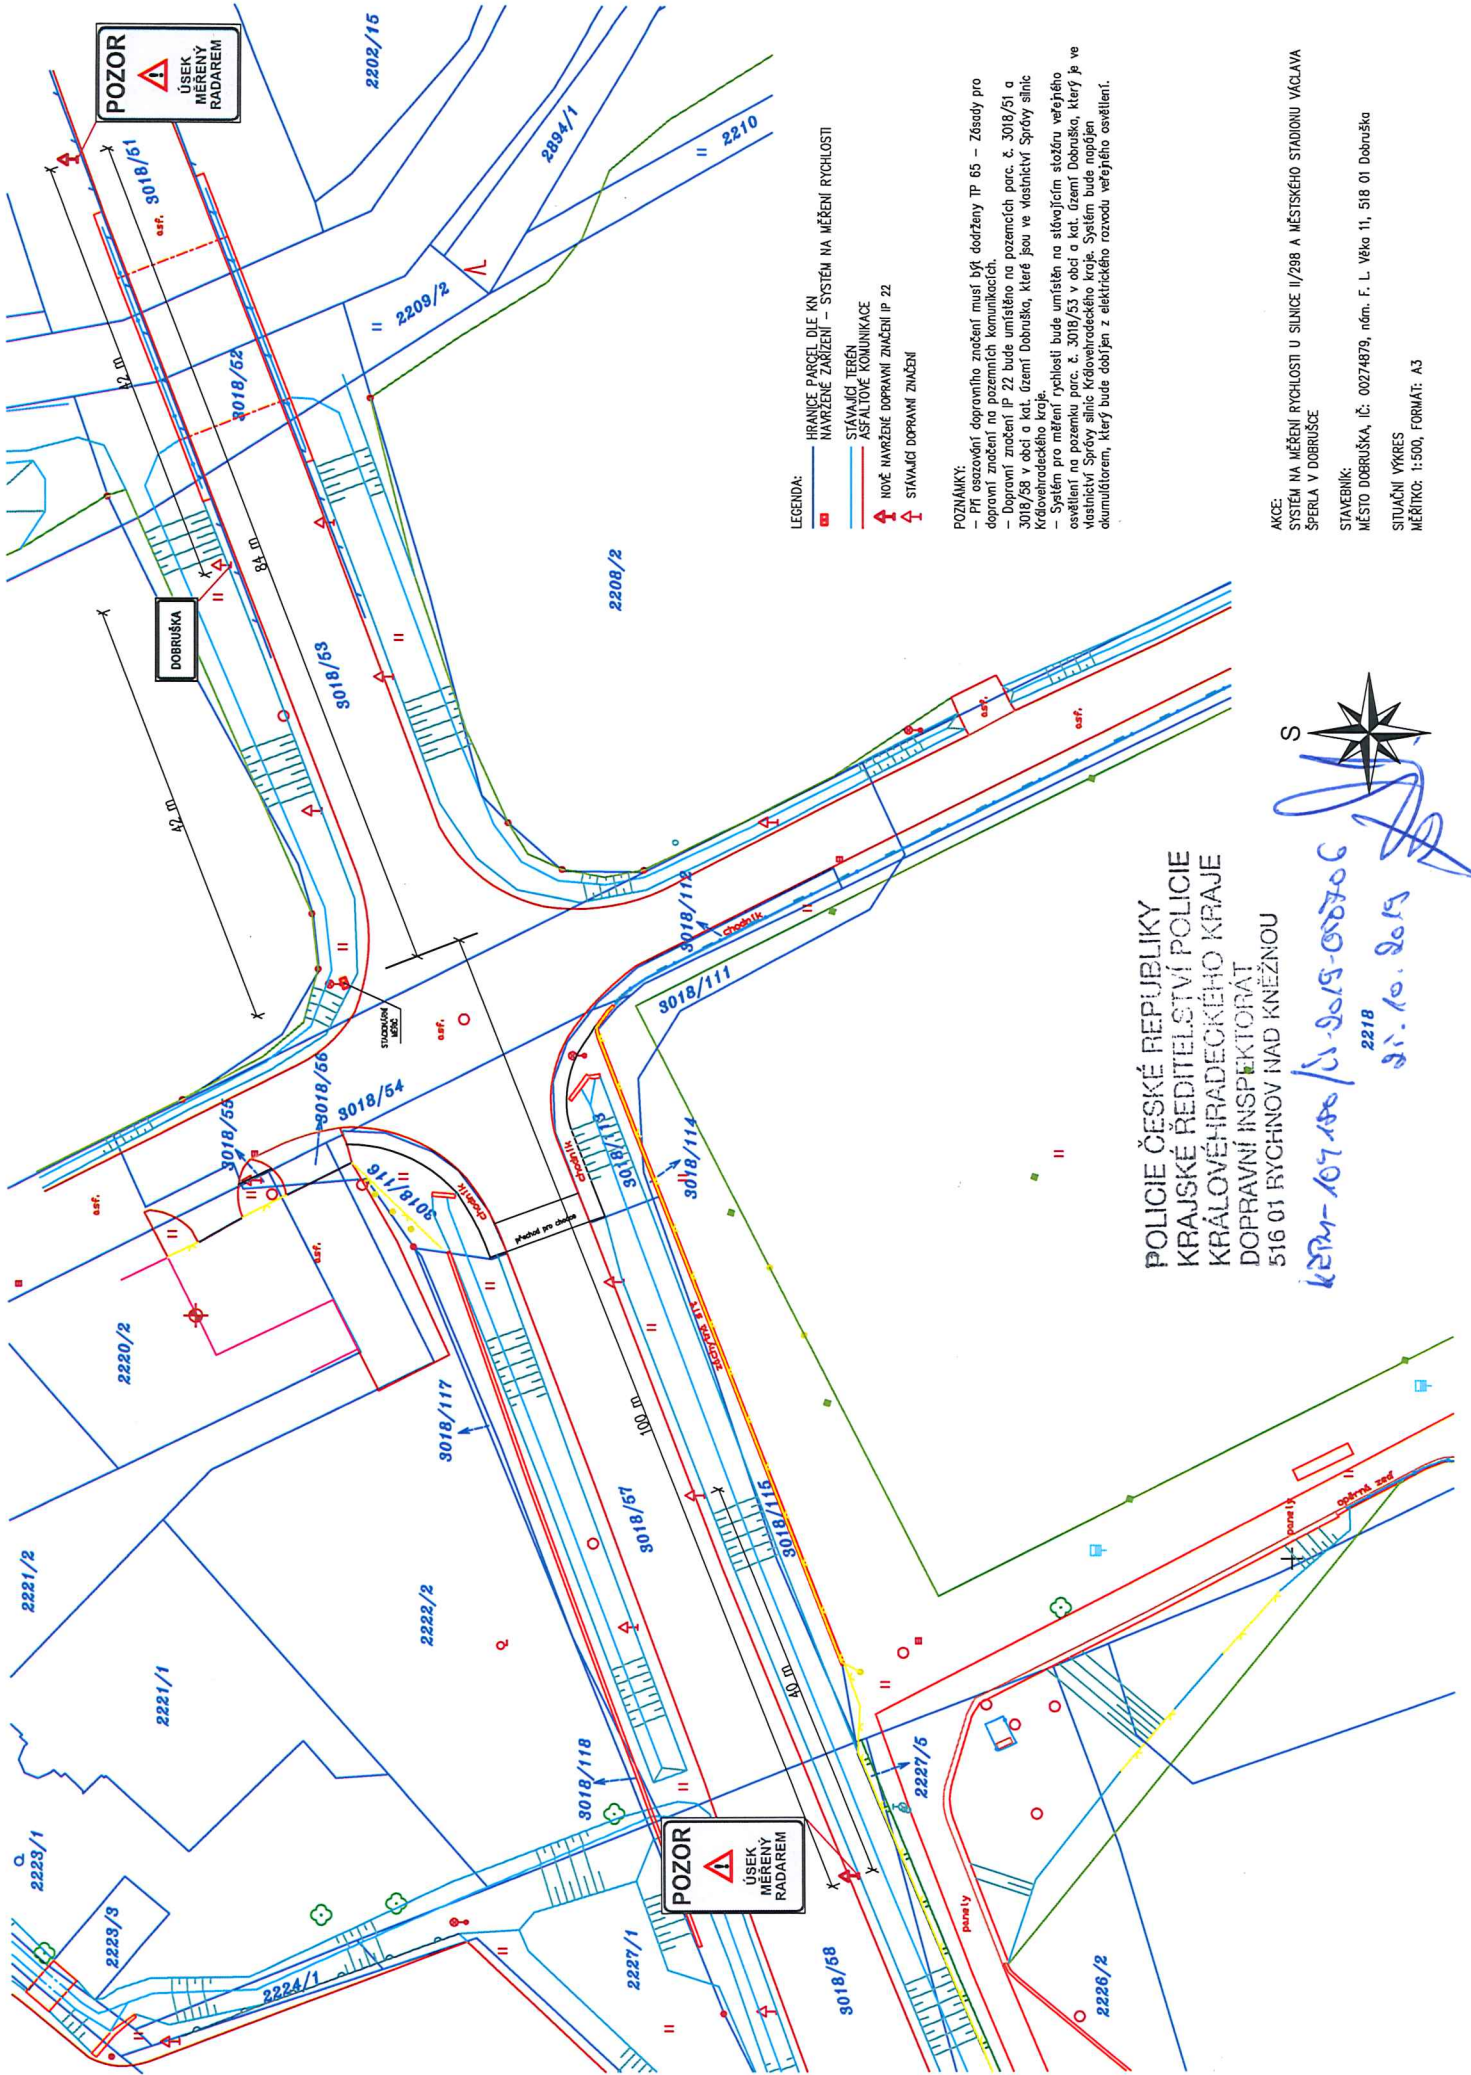 POZOR
ÚSEK
MĚŘENÝ
RADAREM
2202/15
3018/51
asf.
2894/1
2210
42 m
3018/52
2209/2
84 m
DOBRUŠKA
3018/53
2208/2
42 m
STACIONÁRNÍ
MĚŘIČ
asf.
3018/112
chodník
3018/111
asf.
asf.
3018/55
3018/56
3018/54
asf.
asf.
3018/116
chodník
přechod pro chodce
chodník
3018/113
3018/114
2220/2
3018/117
100 m
záchytná síť
3018/57
3018/115
2221/2
2222/2
2221/1
40 m
3018/118
2227/5
2223/1
2223/3
2224/1
2227/1
POZOR
ÚSEK
MĚŘENÝ
RADAREM
3018/58
panely
2226/2
panely
opěrná zeď
2218
LEGENDA:
HRANICE PARCEL DLE KN
NAVRŽENÉ ZAŘÍZENÍ – SYSTÉM NA MĚŘENÍ RYCHLOSTI
STÁVAJÍCÍ TERÉN
ASFALTOVÉ KOMUNIKACE
NOVĚ NAVRŽENÉ DOPRAVNÍ ZNAČENÍ IP 22
STÁVAJÍCÍ DOPRAVNÍ ZNAČENÍ
POZNÁMKY:
– Při osazování dopravního značení musí být dodrženy TP 65 – Zásady pro
dopravní značení na pozemních komunikacích.
– Dopravní značení IP 22 bude umístěno na pozemcích parc. č. 3018/51 a
3018/58 v obci a kat. území Dobruška, které jsou ve vlastnictví Správy silnic
Královehradeckého kraje.
– Systém pro měření rychlosti bude umístěn na stávajícím stožáru veřejného
osvětlení na pozemku parc. č. 3018/53 v obci a kat. území Dobruška, který je ve
vlastnictví Správy silnic Královehradeckého kraje. Systém bude napájen
akumulátorem, který bude dobíjen z elektrického rozvodu veřejného osvětlení.
AKCE:
SYSTÉM NA MĚŘENÍ RYCHLOSTI U SILNICE II/298 A MĚSTSKÉHO STADIONU VÁCLAVA
ŠPERLA V DOBRUŠCE
STAVEBNÍK:
MĚSTO DOBRUŠKA, IČ: 00274879, nám. F. L. Věka 11, 518 01 Dobruška
SITUAČNÍ VÝKRES
MĚŘÍTKO: 1:500, FORMÁT: A3
S
POLICIE ČESKÉ REPUBLIKY
KRAJSKÉ ŘEDITELSTVÍ POLICIE
KRÁLOVÉHRADECKÉHO KRAJE
DOPRAVNÍ INSPEKTORÁT
516 01 RYCHNOV NAD KNĚŽNOU